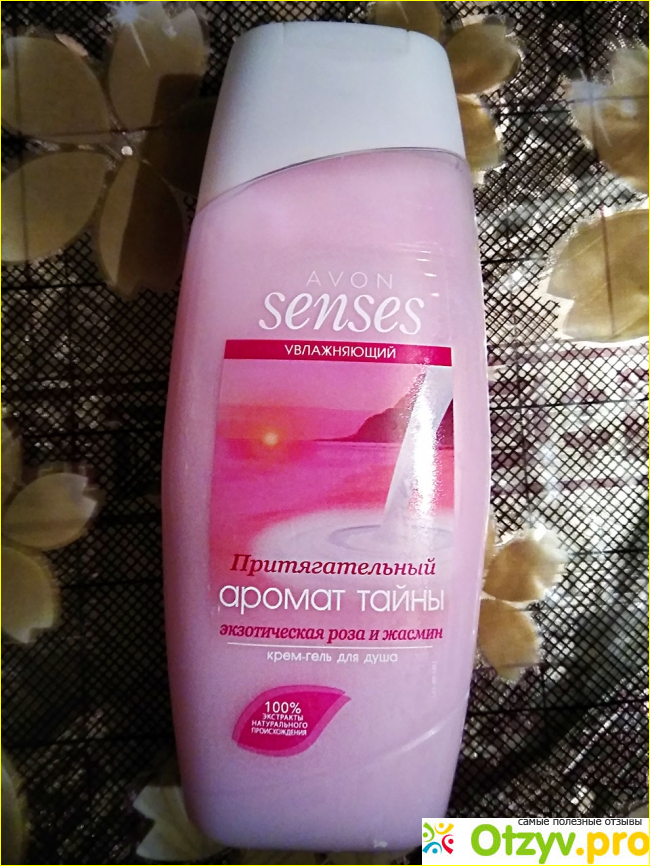 AVON
senses
УВЛАЖНЯЮЩИЙ
Притягательный
аромат тайны
экзотическая роза и жасмин
крем-гель для душа
100%
ЭКСТРАКТЫ
НАТУРАЛЬНОГО
ПРОИСХОЖДЕНИЯ
самые полезные отзывы
Otzyv.pro